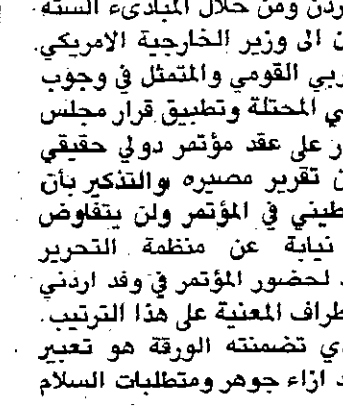 ردن ومن خلال المبادىء السته
ن الى وزير الخارجية الامريكي.
ربي القومي والمتمثل في وجوب
ي المحتلة وتطبيق قرار مجلس
ر على عقد مؤتمر دولي حقيقي
ن تقرير مصيره والتذكير بأن
طيني في المؤتمر ولن يتفاوض
نيابة عن منظمة التحرير
لحضور المؤتمر في وفد اردني
طراف المعنية على هذا الترتيب.
ي تضمنته الورقة هو تعبير
د ازاء جوهر ومتطلبات السلام